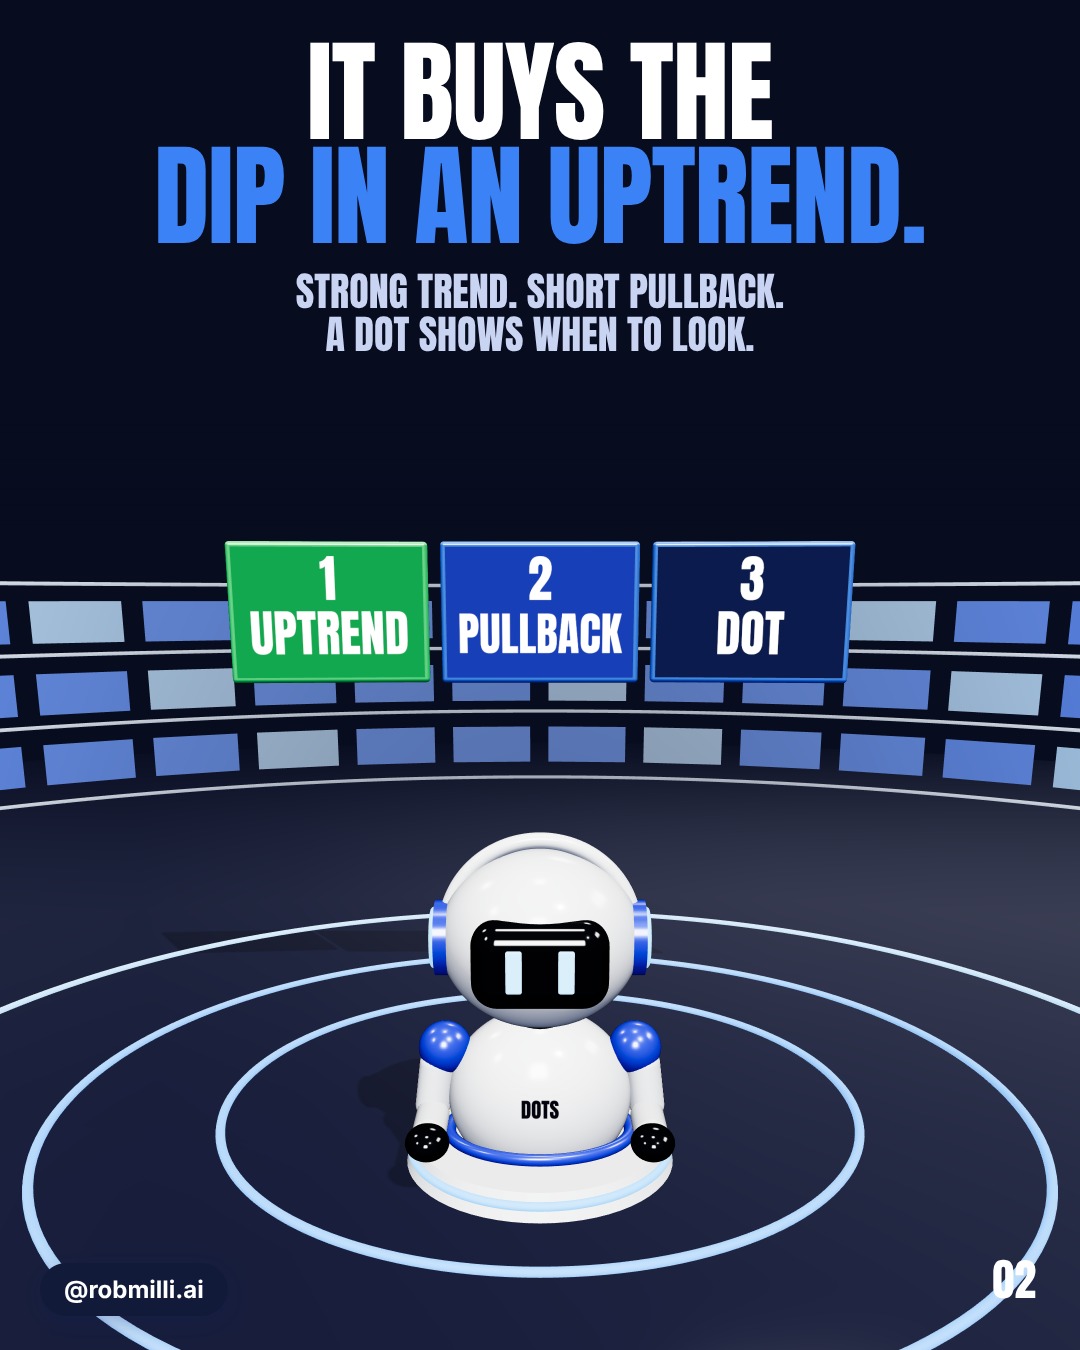 IT BUYS THE
DIP IN AN UPTREND.
STRONG TREND. SHORT PULLBACK.
A DOT SHOWS WHEN TO LOOK.
1
UPTREND
2
PULLBACK
3
DOT
DOTS
@robmilli.ai
02